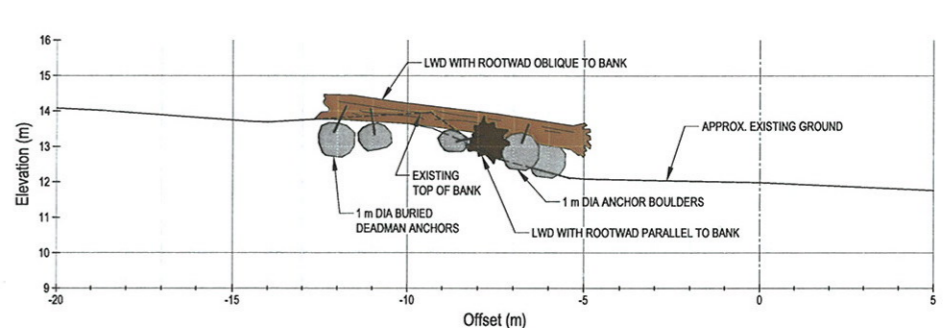 16
LWD WITH ROOTWAD OBLIQUE TO BANK
15
14
APPROX. EXISTING GROUND
13
Elevation (m)
12
EXISTING
TOP OF BANK
1 m DIA ANCHOR BOULDERS
1 m DIA BURIED
DEADMAN ANCHORS
11
LWD WITH ROOTWAD PARALLEL TO BANK
10
9
-20
-15
-10
-5
0
5
Offset (m)